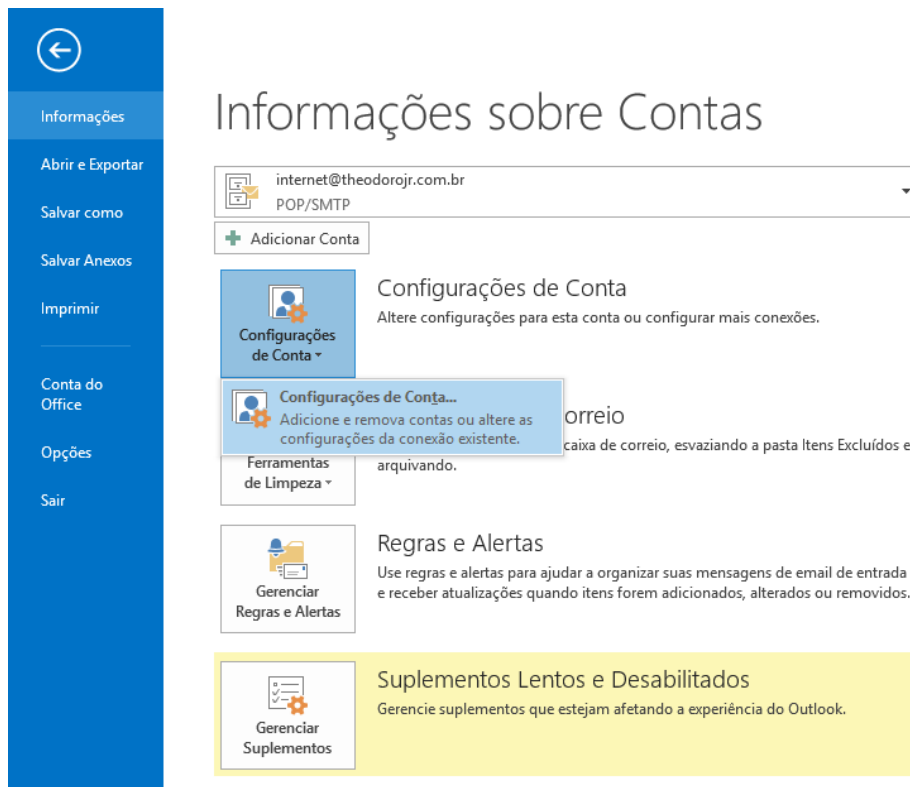 Informações
Abrir e Exportar
Salvar como
Salvar Anexos
Imprimir
Conta do
Office
Opções
Sair
Informações sobre Contas
internet@theodorojr.com.br
POP/SMTP
Adicionar Conta
Configurações
de Conta
Configurações de Conta
Altere configurações para esta conta ou configurar mais conexões.
Configurações de Conta...
Adicione e remova contas ou altere as
configurações da conexão existente.
orreio
caixa de correio, esvaziando a pasta Itens Excluídos e
arquivando.
Ferramentas
de Limpeza
Gerenciar
Regras e Alertas
Regras e Alertas
Use regras e alertas para ajudar a organizar suas mensagens de email de entrada
e receber atualizações quando itens forem adicionados, alterados ou removidos.
Gerenciar
Suplementos
Suplementos Lentos e Desabilitados
Gerencie suplementos que estejam afetando a experiência do Outlook.